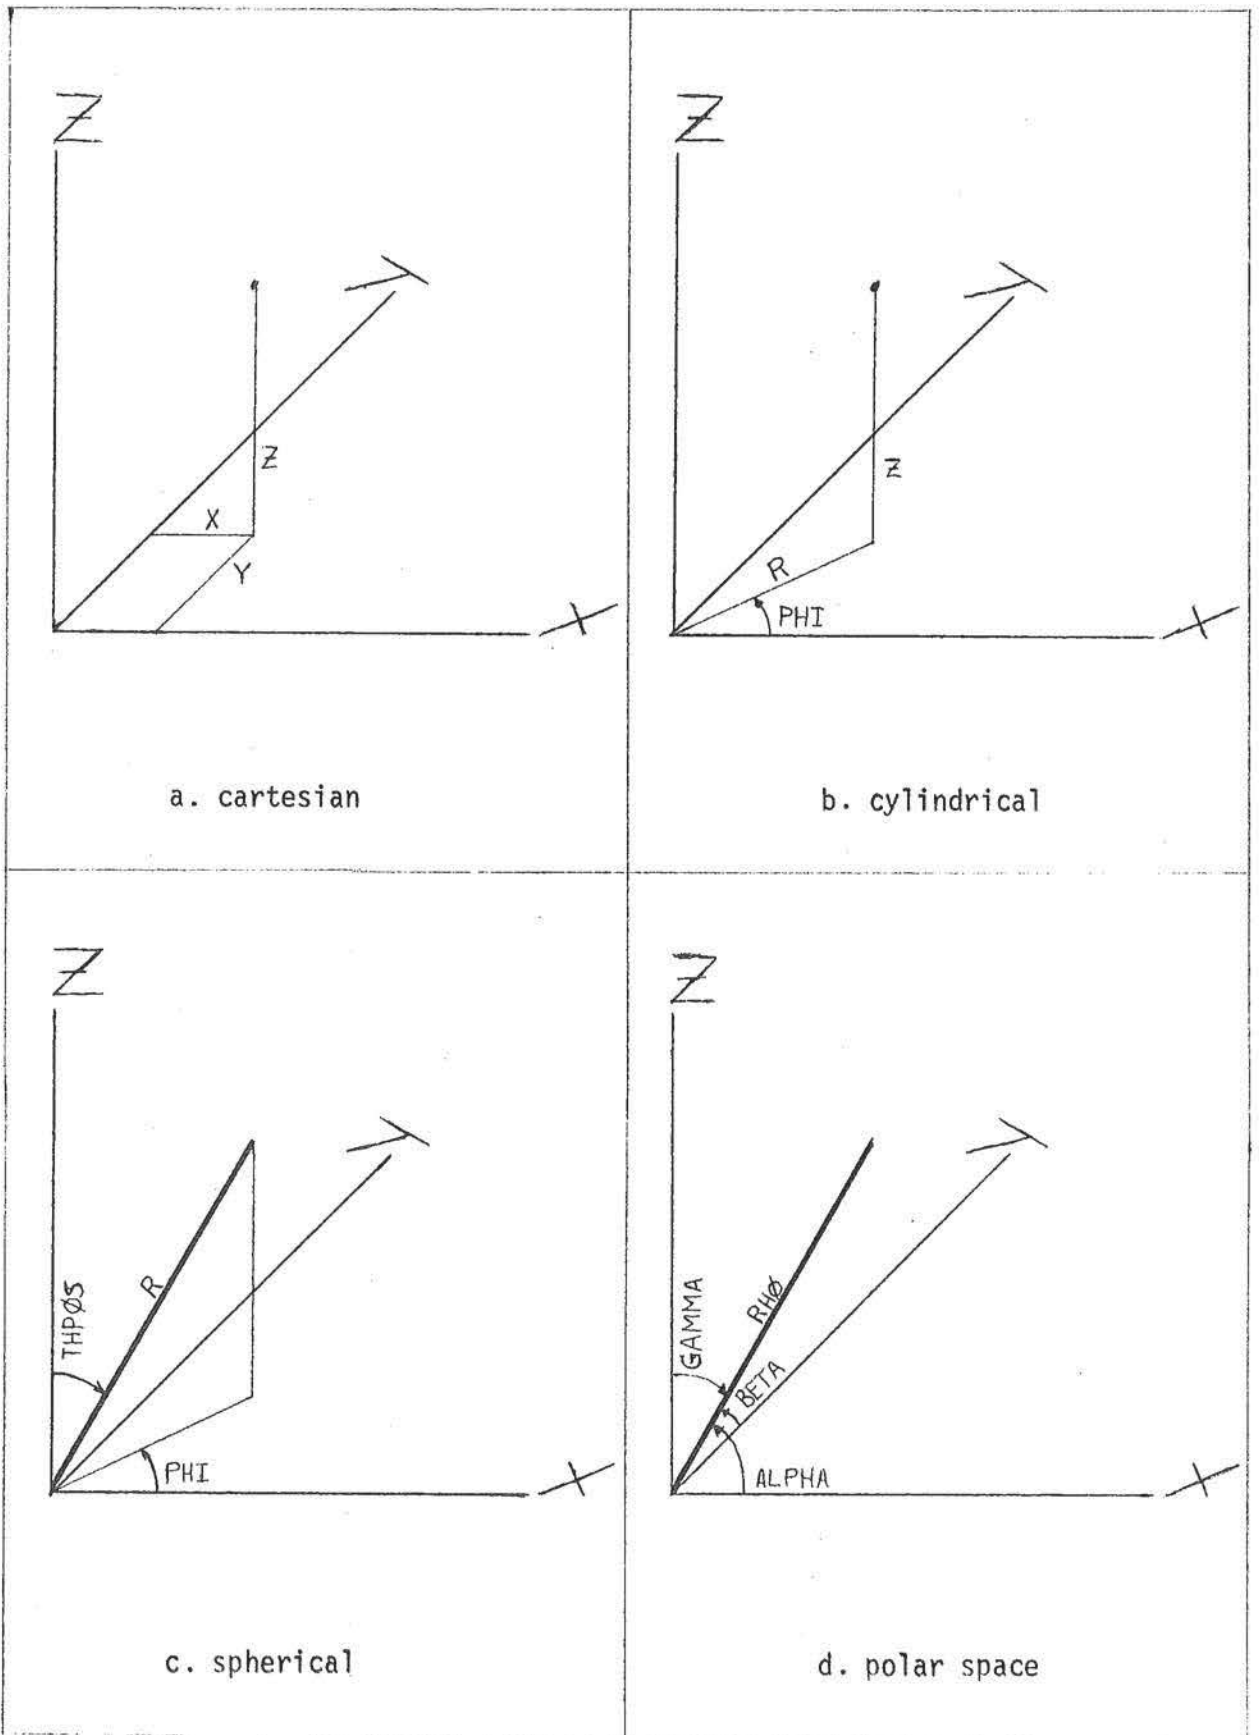 Z
Y
Z
X
Y
X
a. cartesian
Z
Y
Z
R
PHI
X
b. cylindrical
Z
Y
R
THPØS
PHI
X
c. spherical
Z
Y
GAMMA
RHØ
BETA
ALPHA
X
d. polar space